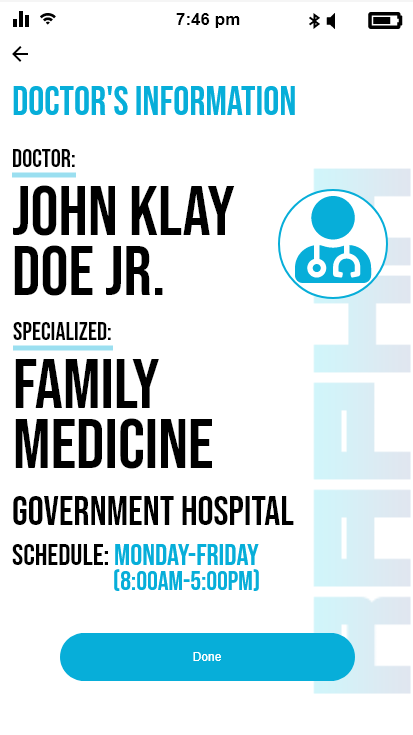 7:46 pm
DOCTOR'S INFORMATION
DOCTOR:
JOHN KLAY
DOE JR.
SPECIALIZED:
FAMILY
MEDICINE
GOVERNMENT HOSPITAL
SCHEDULE: MONDAY-FRIDAY
(8:00AM-5:00PM)
Done